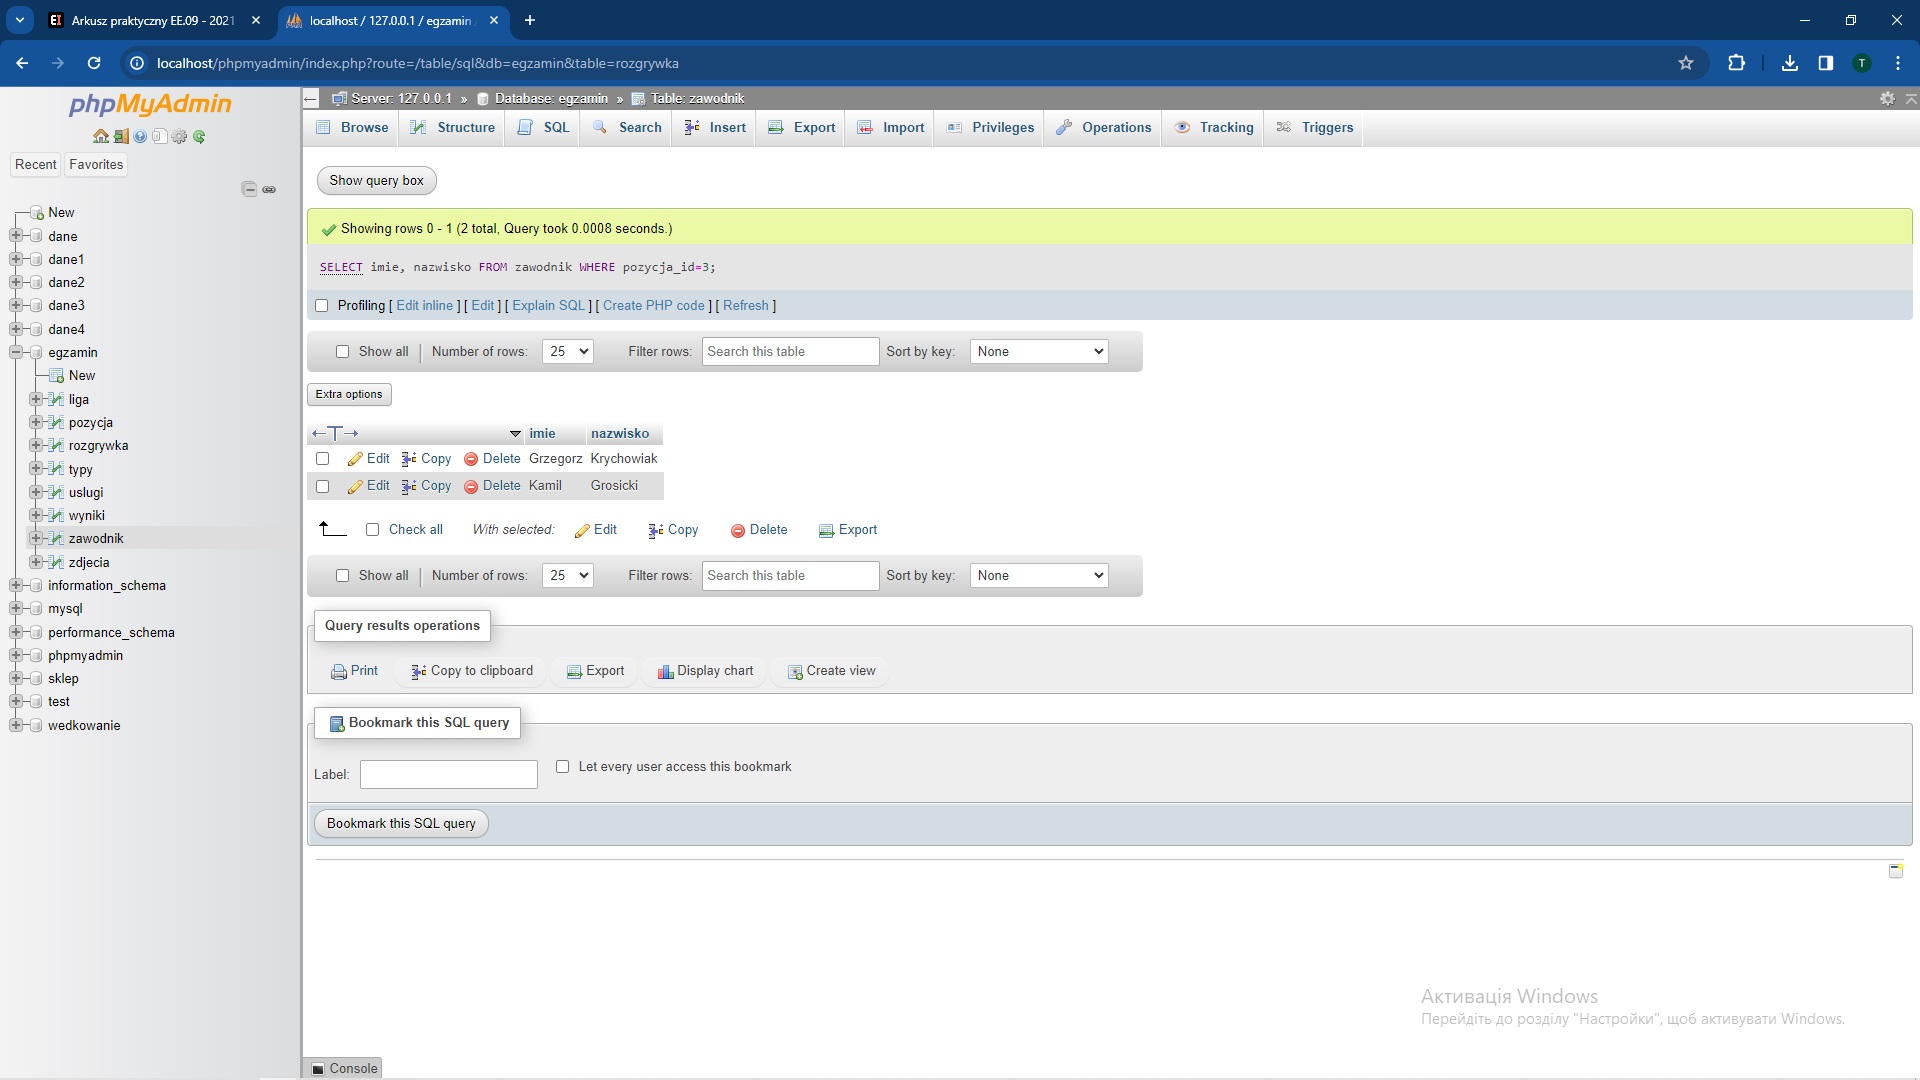 Arkusz praktyczny EE.09 - 2021
localhost / 127.0.0.1 / egzamin
localhost/phpmyadmin/index.php?route=/table/sql&db=egzamin&table=rozgrywka
T
phpMyAdmin
Recent
Favorites
New
dane
dane1
dane2
dane3
dane4
egzamin
New
liga
pozycja
rozgrywka
typy
uslugi
wyniki
zawodnik
zdjecia
information_schema
mysql
performance_schema
phpmyadmin
sklep
test
wedkowanie
Server: 127.0.0.1 » Database: egzamin » Table: zawodnik
Browse Structure SQL Search Insert Export Import Privileges Operations Tracking Triggers
Show query box
Showing rows 0 - 1 (2 total, Query took 0.0008 seconds.)
SELECT imie, nazwisko FROM zawodnik WHERE pozycja_id=3;
Profiling [ Edit inline ] [ Edit ] [ Explain SQL ] [ Create PHP code ] [ Refresh ]
Show all Number of rows: 25 Filter rows: Search this table Sort by key: None
Extra options
imie nazwisko
Edit Copy Delete Grzegorz Krychowiak
Edit Copy Delete Kamil Grosicki
Check all With selected: Edit Copy Delete Export
Show all Number of rows: 25 Filter rows: Search this table Sort by key: None
Query results operations
Print Copy to clipboard Export Display chart Create view
Bookmark this SQL query
Label: Let every user access this bookmark
Bookmark this SQL query
Активація Windows
Перейдіть до розділу "Настройки", щоб активувати Windows.
Console